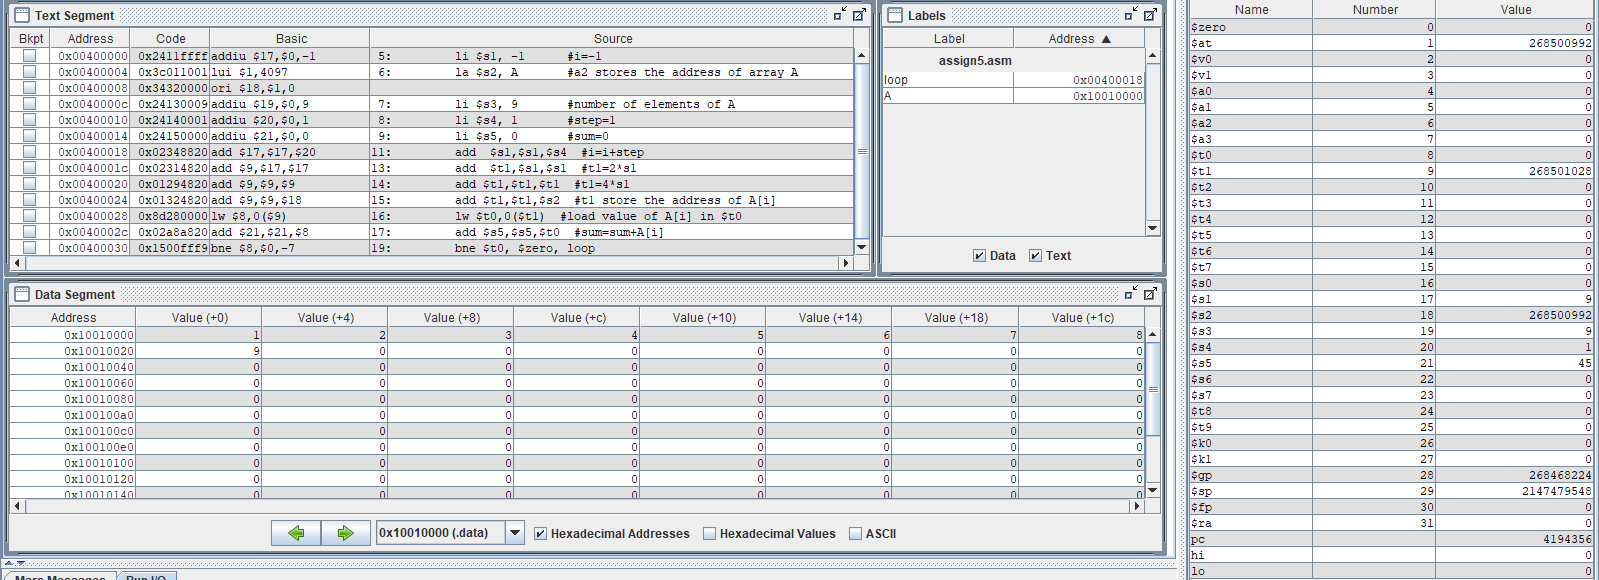 Text Segment
Bkpt Address Code Basic Source
0x00400000 0x2411ffff addiu $17,$0,-1 5: li $s1, -1 #i=-1
0x00400004 0x3c011001 lui $1,4097 6: la $s2, A #a2 stores the address of array A
0x00400008 0x34320000 ori $18,$1,0
0x0040000c 0x24130009 addiu $19,$0,9 7: li $s3, 9 #number of elements of A
0x00400010 0x24140001 addiu $20,$0,1 8: li $s4, 1 #step=1
0x00400014 0x24150000 addiu $21,$0,0 9: li $s5, 0 #sum=0
0x00400018 0x02348820 add $17,$17,$20 11: add $s1,$s1,$s4 #i=i+step
0x0040001c 0x02314820 add $9,$17,$17 13: add $t1,$s1,$s1 #t1=2*s1
0x00400020 0x01294820 add $9,$9,$9 14: add $t1,$t1,$t1 #t1=4*s1
0x00400024 0x01324820 add $9,$9,$18 15: add $t1,$t1,$s2 #t1 store the address of A[i]
0x00400028 0x8d280000 lw $8,0($9) 16: lw $t0,0($t1) #load value of A[i] in $t0
0x0040002c 0x02a8a820 add $21,$21,$8 17: add $s5,$s5,$t0 #sum=sum+A[i]
0x00400030 0x1500fff9 bne $8,$0,-7 19: bne $t0, $zero, loop
Labels
Label Address ▲
assign5.asm
loop 0x00400018
A 0x10010000
Data Text
Data Segment
Address Value (+0) Value (+4) Value (+8) Value (+c) Value (+10) Value (+14) Value (+18) Value (+1c)
0x10010000 1 2 3 4 5 6 7 8
0x10010020 9 0 0 0 0 0 0 0
0x10010040 0 0 0 0 0 0 0 0
0x10010060 0 0 0 0 0 0 0 0
0x10010080 0 0 0 0 0 0 0 0
0x100100a0 0 0 0 0 0 0 0 0
0x100100c0 0 0 0 0 0 0 0 0
0x100100e0 0 0 0 0 0 0 0 0
0x10010100 0 0 0 0 0 0 0 0
0x10010120 0 0 0 0 0 0 0 0
0x10010140 0 0 0 0 0 0 0 0
0x10010000 (.data) Hexadecimal Addresses Hexadecimal Values ASCII
Mars Messages Run I/O
Name Number Value
$zero 0 0
$at 1 268500992
$v0 2 0
$v1 3 0
$a0 4 0
$a1 5 0
$a2 6 0
$a3 7 0
$t0 8 0
$t1 9 268501028
$t2 10 0
$t3 11 0
$t4 12 0
$t5 13 0
$t6 14 0
$t7 15 0
$s0 16 0
$s1 17 9
$s2 18 268500992
$s3 19 9
$s4 20 1
$s5 21 45
$s6 22 0
$s7 23 0
$t8 24 0
$t9 25 0
$k0 26 0
$k1 27 0
$gp 28 268468224
$sp 29 2147479548
$fp 30 0
$ra 31 0
pc 4194356
hi 0
lo 0